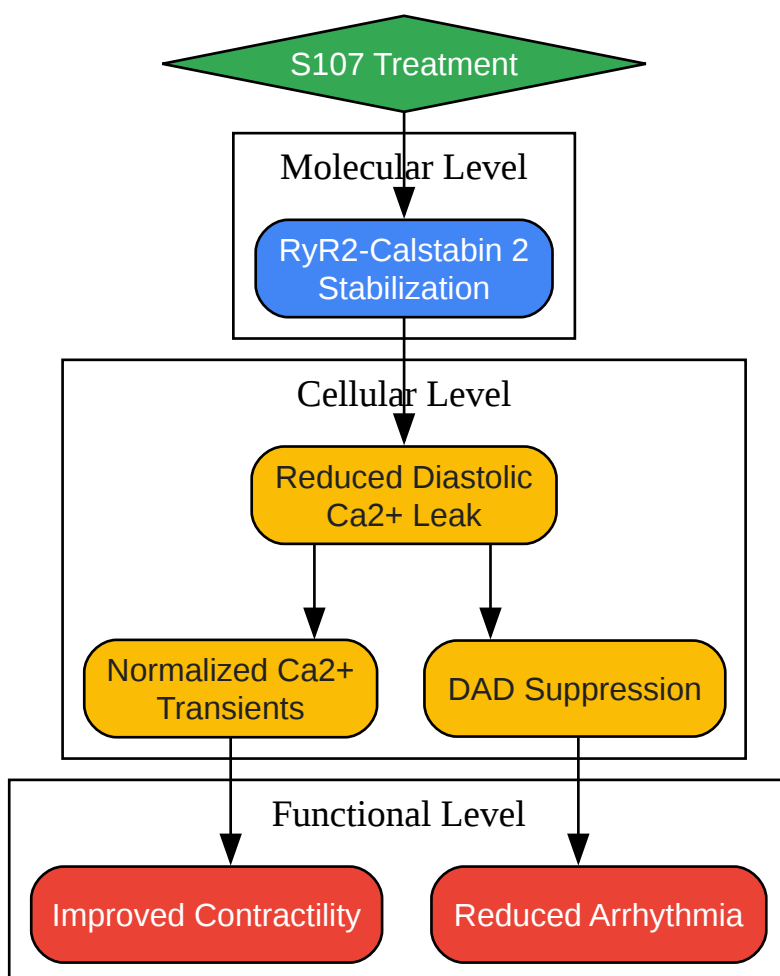 S107 Treatment
Molecular Level
RyR2-Calstabin 2
Stabilization
Cellular Level
Reduced Diastolic
Ca2+ Leak
Normalized Ca2+
Transients
DAD Suppression
Functional Level
Improved Contractility
Reduced Arrhythmia